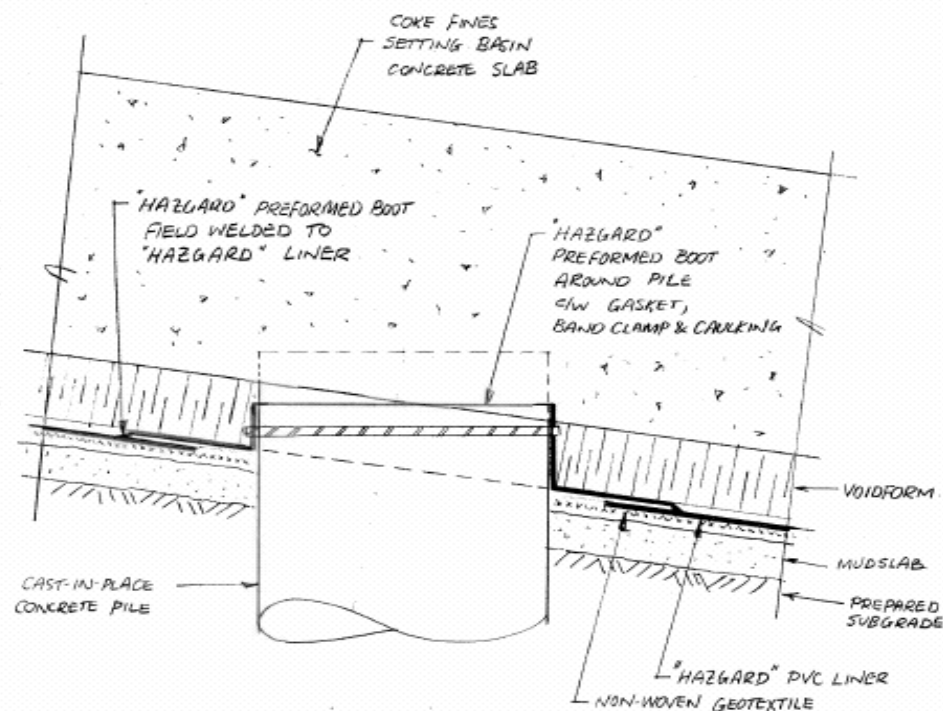 COKE FINES
SETTING BASIN
CONCRETE SLAB
"HAZGARD" PREFORMED BOOT
FIELD WELDED TO
"HAZGARD" LINER
"HAZGARD"
PREFORMED BOOT
AROUND PILE
C/W GASKET,
BAND CLAMP & CAULKING
VOIDFORM
MUDSLAB
PREPARED
SUBGRADE
CAST-IN-PLACE
CONCRETE PILE
"HAZGARD" PVC LINER
NON-WOVEN GEOTEXTILE